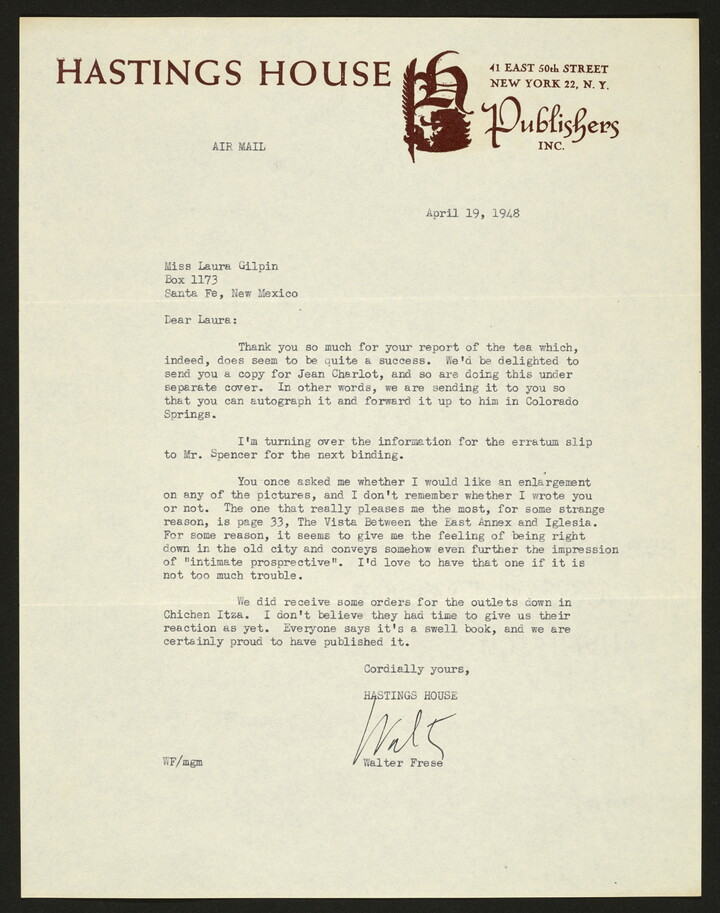 HASTINGS HOUSE
41 EAST 50th STREET
NEW YORK 22, N. Y.
Publishers
INC.
AIR MAIL
April 19, 1948
Miss Laura Gilpin
Box 1173
Santa Fe, New Mexico
Dear Laura:
Thank you so much for your report of the tea which,
indeed, does seem to be quite a success. We'd be delighted to
send you a copy for Jean Charlot, and so are doing this under
separate cover. In other words, we are sending it to you so
that you can autograph it and forward it up to him in Colorado
Springs.
I'm turning over the information for the erratum slip
to Mr. Spencer for the next binding.
You once asked me whether I would like an enlargement
on any of the pictures, and I don't remember whether I wrote you
or not. The one that really pleases me the most, for some strange
reason, is page 33, The Vista Between the East Annex and Iglesia.
For some reason, it seems to give me the feeling of being right
down in the old city and conveys somehow even further the impression
of "intimate prosprective". I'd love to have that one if it is
not too much trouble.
We did receive some orders for the outlets down in
Chichen Itza. I don't believe they had time to give us their
reaction as yet. Everyone says it's a swell book, and we are
certainly proud to have published it.
Cordially yours,
HASTINGS HOUSE
Walt
WF/mgm
Walter Frese